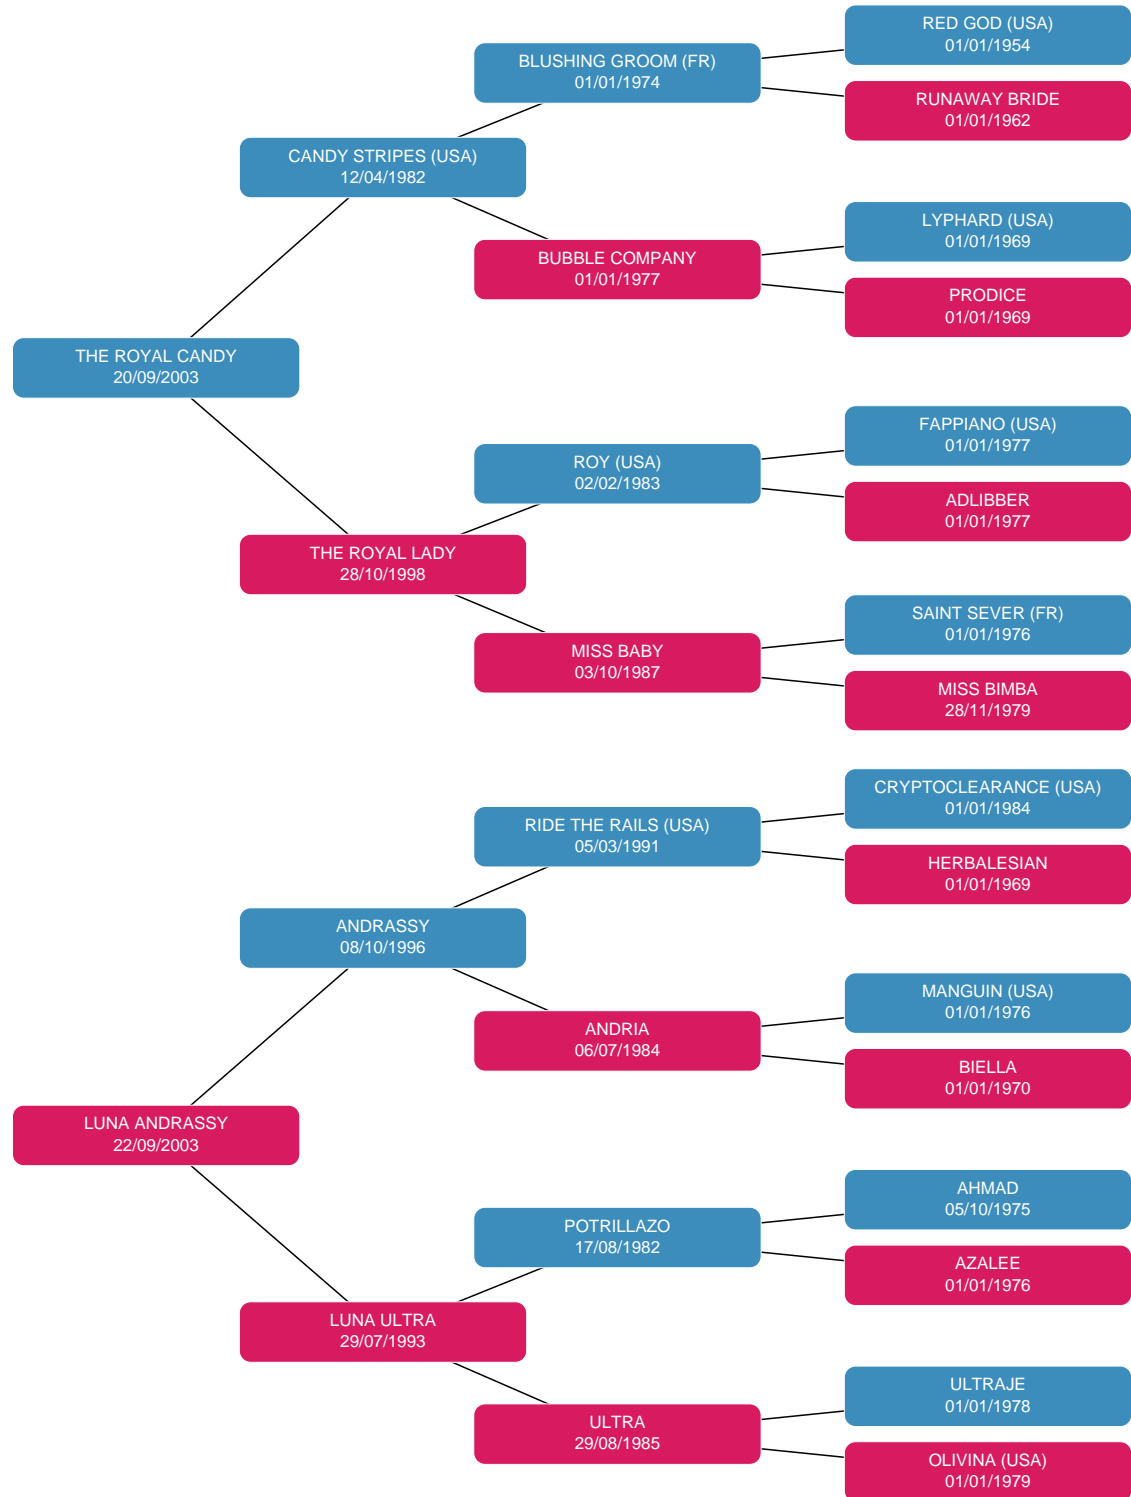 RED GOD (USA)
01/01/1954
BLUSHING GROOM (FR)
01/01/1974
RUNAWAY BRIDE
01/01/1962
CANDY STRIPES (USA)
12/04/1982
LYPHARD (USA)
01/01/1969
BUBBLE COMPANY
01/01/1977
PRODICE
01/01/1969
THE ROYAL CANDY
20/09/2003
FAPPIANO (USA)
01/01/1977
ROY (USA)
02/02/1983
ADLIBBER
01/01/1977
THE ROYAL LADY
28/10/1998
SAINT SEVER (FR)
01/01/1976
MISS BABY
03/10/1987
MISS BIMBA
28/11/1979
CRYPTOCLEARANCE (USA)
01/01/1984
RIDE THE RAILS (USA)
05/03/1991
HERBALESIAN
01/01/1969
ANDRASSY
08/10/1996
MANGUIN (USA)
01/01/1976
ANDRIA
06/07/1984
BIELLA
01/01/1970
LUNA ANDRASSY
22/09/2003
AHMAD
05/10/1975
POTRILLAZO
17/08/1982
AZALEE
01/01/1976
LUNA ULTRA
29/07/1993
ULTRAJE
01/01/1978
ULTRA
29/08/1985
OLIVINA (USA)
01/01/1979